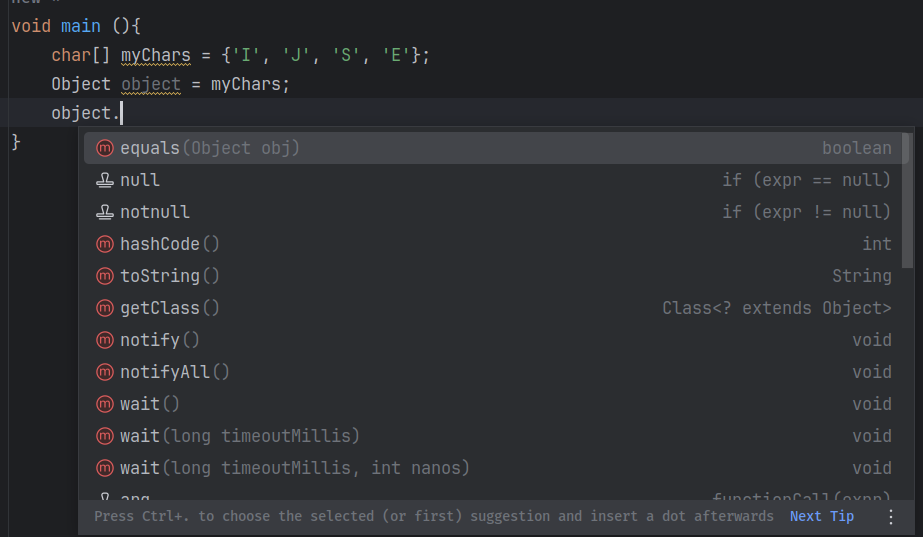 void main (){
char[] myChars = {'I', 'J', 'S', 'E'};
Object object = myChars;
object.
}
equals(Object obj) boolean
null if (expr == null)
notnull if (expr != null)
hashCode() int
toString() String
getClass() Class<? extends Object>
notify() void
notifyAll() void
wait() void
wait(long timeoutMillis) void
wait(long timeoutMillis, int nanos) void
arg functionCall(expr)
Press Ctrl+. to choose the selected (or first) suggestion and insert a dot afterwards Next Tip